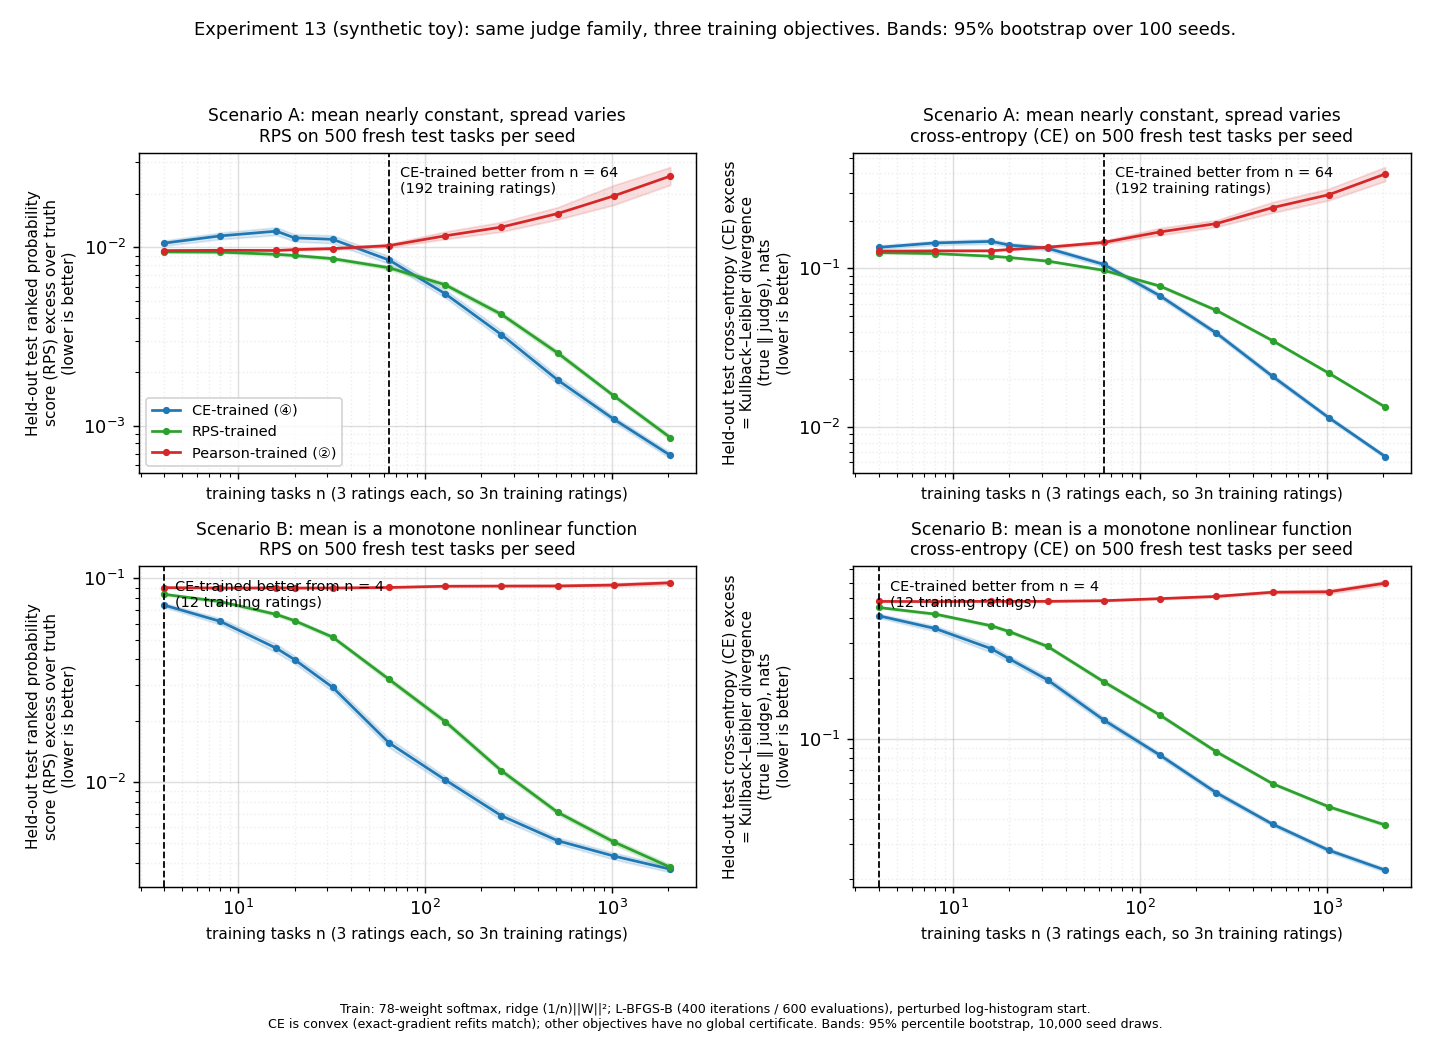 Experiment 13 (synthetic toy): same judge family, three training objectives. Bands: 95% bootstrap over 100 seeds.
Scenario A: mean nearly constant, spread varies
RPS on 500 fresh test tasks per seed
Held-out test ranked probability
score (RPS) excess over truth
(lower is better)
10⁻²
10⁻³
CE-trained better from n = 64
(192 training ratings)
CE-trained (④)
RPS-trained
Pearson-trained (②)
training tasks n (3 ratings each, so 3n training ratings)
Scenario A: mean nearly constant, spread varies
cross-entropy (CE) on 500 fresh test tasks per seed
Held-out test cross-entropy (CE) excess
= Kullback–Leibler divergence
(true ∥ judge), nats
(lower is better)
10⁻¹
10⁻²
CE-trained better from n = 64
(192 training ratings)
training tasks n (3 ratings each, so 3n training ratings)
Scenario B: mean is a monotone nonlinear function
RPS on 500 fresh test tasks per seed
Held-out test ranked probability
score (RPS) excess over truth
(lower is better)
10⁻¹
10⁻²
CE-trained better from n = 4
(12 training ratings)
10¹ 10² 10³
training tasks n (3 ratings each, so 3n training ratings)
Scenario B: mean is a monotone nonlinear function
cross-entropy (CE) on 500 fresh test tasks per seed
Held-out test cross-entropy (CE) excess
= Kullback–Leibler divergence
(true ∥ judge), nats
(lower is better)
10⁻¹
CE-trained better from n = 4
(12 training ratings)
10¹ 10² 10³
training tasks n (3 ratings each, so 3n training ratings)
Train: 78-weight softmax, ridge (1/n)||W||²; L-BFGS-B (400 iterations / 600 evaluations), perturbed log-histogram start.
CE is convex (exact-gradient refits match); other objectives have no global certificate. Bands: 95% percentile bootstrap, 10,000 seed draws.